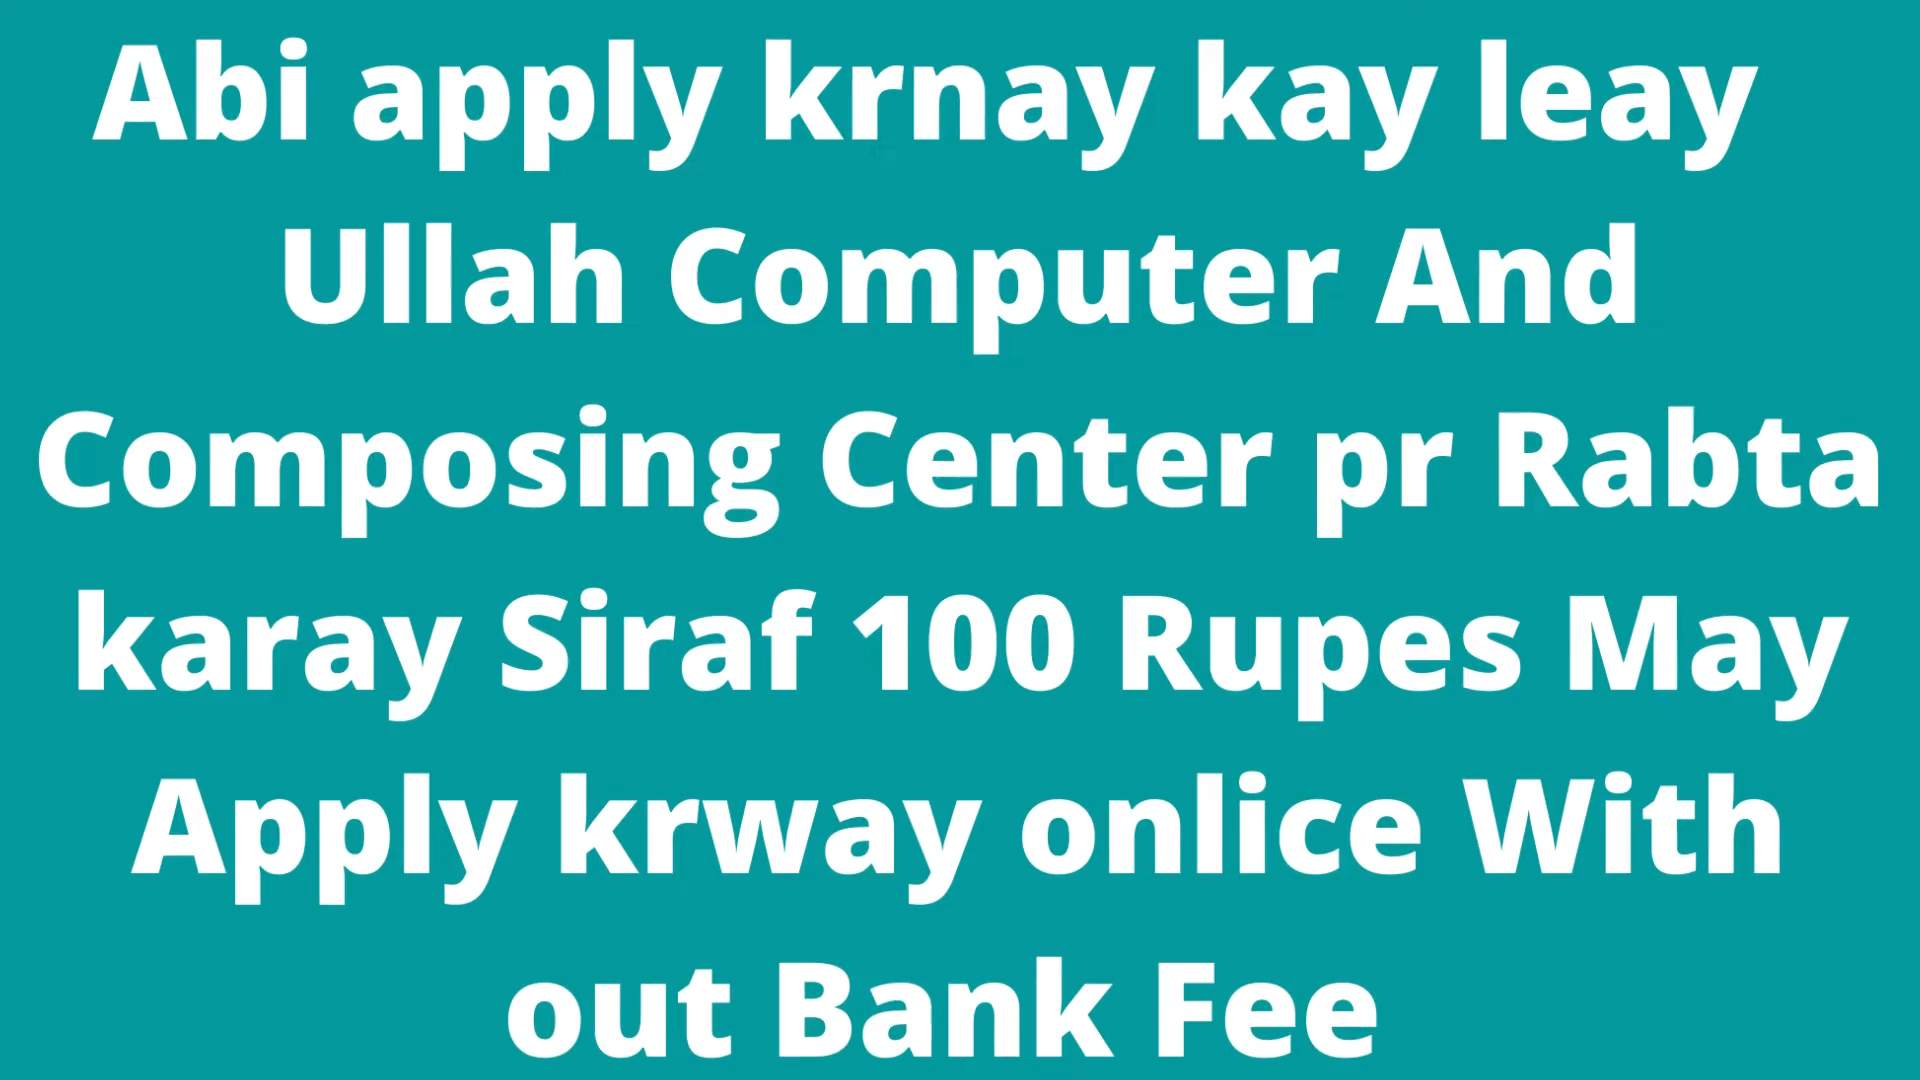 Abi apply krnay kay leay
Ullah Computer And
Composing Center pr Rabta
karay Siraf 100 Rupes May
Apply krway onlice With
out Bank Fee